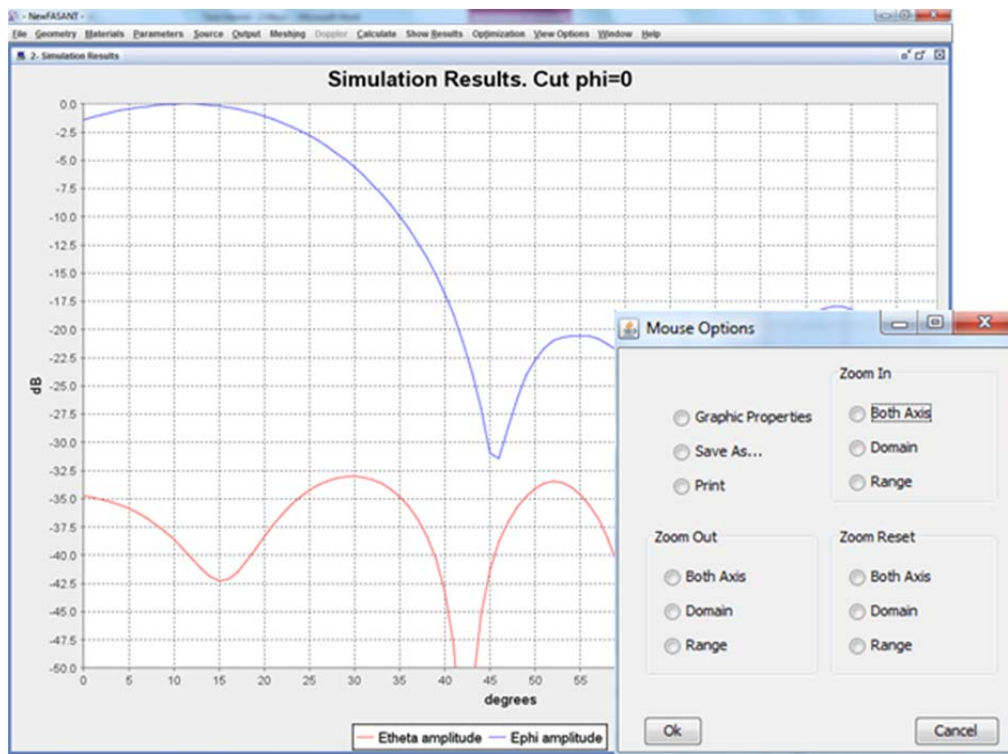 - NewFASANT -
File Geometry Materials Parameters Source Output Meshing Doppler Calculate Show Results Optimization View Options Window Help
2- Simulation Results
Simulation Results. Cut phi=0
0.0
-2.5
-5.0
-7.5
-10.0
-12.5
-15.0
-17.5
-20.0
-22.5
-25.0
-27.5
-30.0
-32.5
-35.0
-37.5
-40.0
-42.5
-45.0
-47.5
-50.0
dB
0 5 10 15 20 25 30 35 40 45 50 55
degrees
Etheta amplitude Ephi amplitude
Mouse Options
Graphic Properties
Save As...
Print
Zoom In
Both Axis
Domain
Range
Zoom Out
Both Axis
Domain
Range
Zoom Reset
Both Axis
Domain
Range
Ok Cancel